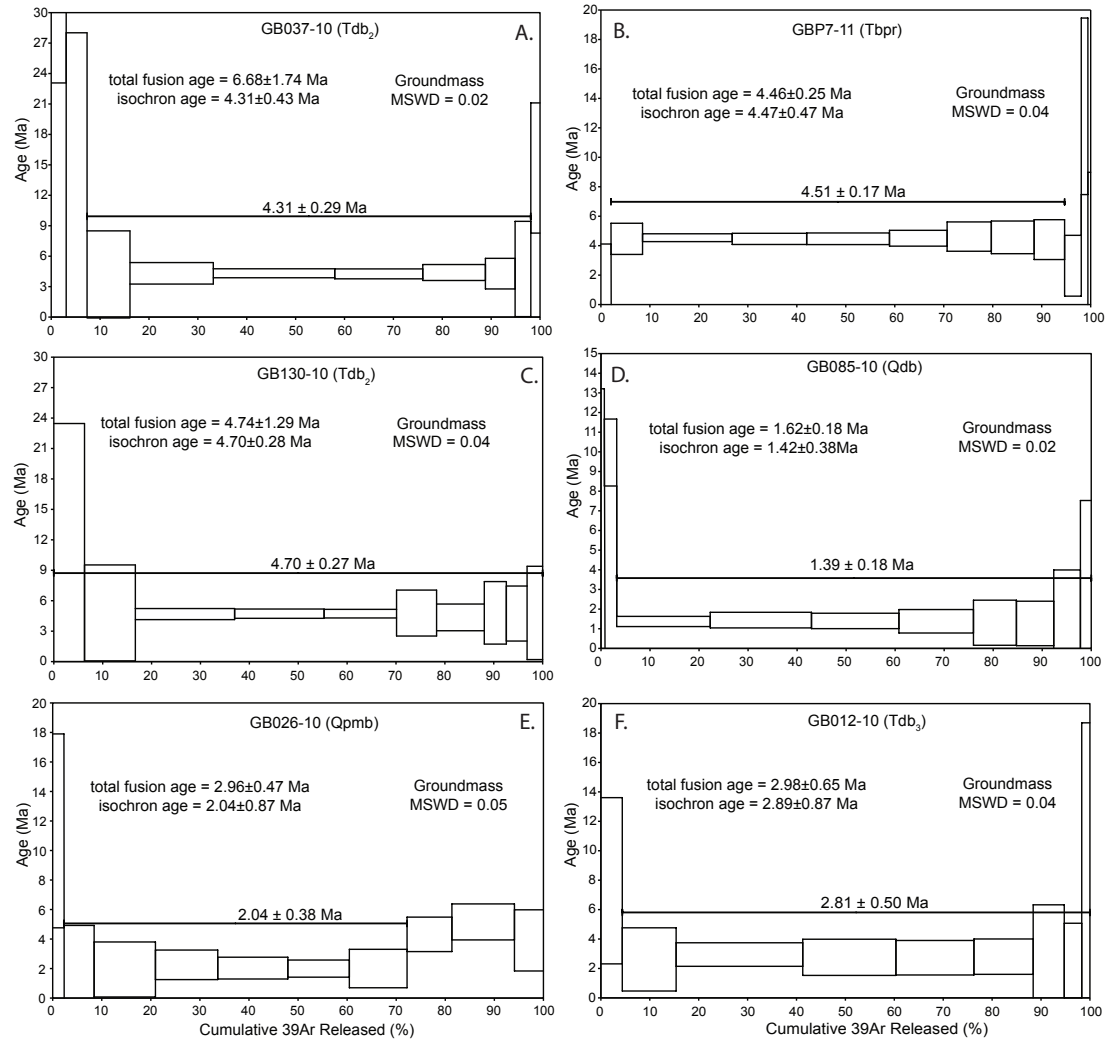 GB037-10 (Tdb₂)
A.
total fusion age = 6.68±1.74 Ma
isochron age = 4.31±0.43 Ma
Groundmass
MSWD = 0.02
4.31 ± 0.29 Ma
Age (Ma)
30
27
24
21
18
15
12
9
6
3
0
0 10 20 30 40 50 60 70 80 90 100
B.
GBP7-11 (Tbpr)
total fusion age = 4.46±0.25 Ma
isochron age = 4.47±0.47 Ma
Groundmass
MSWD = 0.04
4.51 ± 0.17 Ma
Age (Ma)
20
18
16
14
12
10
8
6
4
2
0
0 10 20 30 40 50 60 70 80 90 100
GB130-10 (Tdb₂)
C.
total fusion age = 4.74±1.29 Ma
isochron age = 4.70±0.28 Ma
Groundmass
MSWD = 0.04
4.70 ± 0.27 Ma
Age (Ma)
30
27
24
21
18
15
12
9
6
3
0
0 10 20 30 40 50 60 70 80 90 100
D.
GB085-10 (Qdb)
total fusion age = 1.62±0.18 Ma
isochron age = 1.42±0.38Ma
Groundmass
MSWD = 0.02
1.39 ± 0.18 Ma
Age (Ma)
15
14
13
12
11
10
9
8
7
6
5
4
3
2
1
0
0 10 20 30 40 50 60 70 80 90 100
GB026-10 (Qpmb)
E.
total fusion age = 2.96±0.47 Ma
isochron age = 2.04±0.87 Ma
Groundmass
MSWD = 0.05
2.04 ± 0.38 Ma
Age (Ma)
20
18
16
14
12
10
8
6
4
2
0
0 10 20 30 40 50 60 70 80 90 100
Cumulative 39Ar Released (%)
F.
GB012-10 (Tdb₃)
total fusion age = 2.98±0.65 Ma
isochron age = 2.89±0.87 Ma
Groundmass
MSWD = 0.04
2.81 ± 0.50 Ma
Age (Ma)
20
18
16
14
12
10
8
6
4
2
0
0 10 20 30 40 50 60 70 80 90 100
Cumulative 39Ar Released (%)